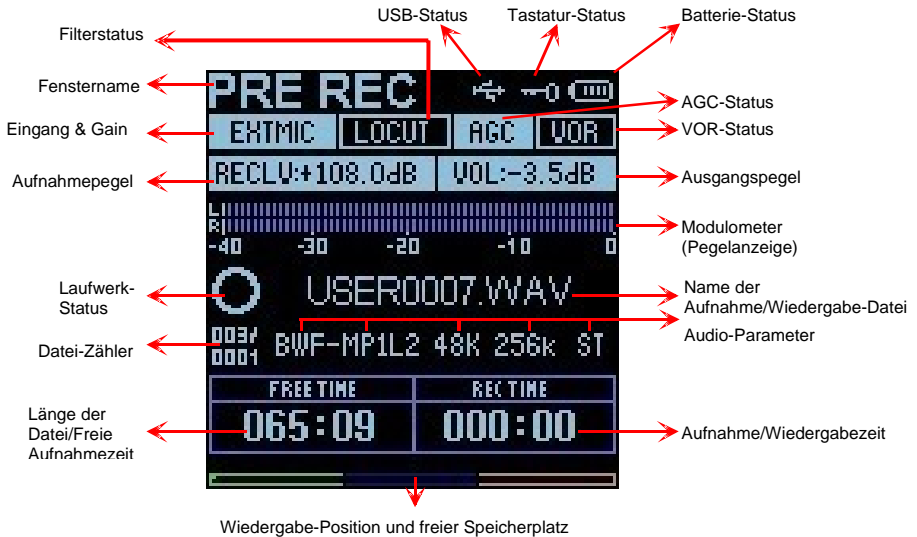 USB-Status
Tastatur-Status
Batterie-Status
Filterstatus
Fenstername
PRE REC
AGC-Status
Eingang & Gain
EXTMIC LOCUT AGC VOR
VOR-Status
Aufnahmepegel
RECLV:+108.0dB VOL:-3.5dB
Ausgangspegel
L
R
-40 -30 -20 -10 0
Modulometer
(Pegelanzeige)
Laufwerk-
Status
USER0007.WAV
Name der
Aufnahme/Wiedergabe-Datei
Datei-Zähler
003/
0001
BWF-MP1L2 48K 256k ST
Audio-Parameter
FREE TIME REC TIME
Länge der
Datei/Freie
Aufnahmezeit
065:09 000:00
Aufnahme/Wiedergabezeit
Wiedergabe-Position und freier Speicherplatz